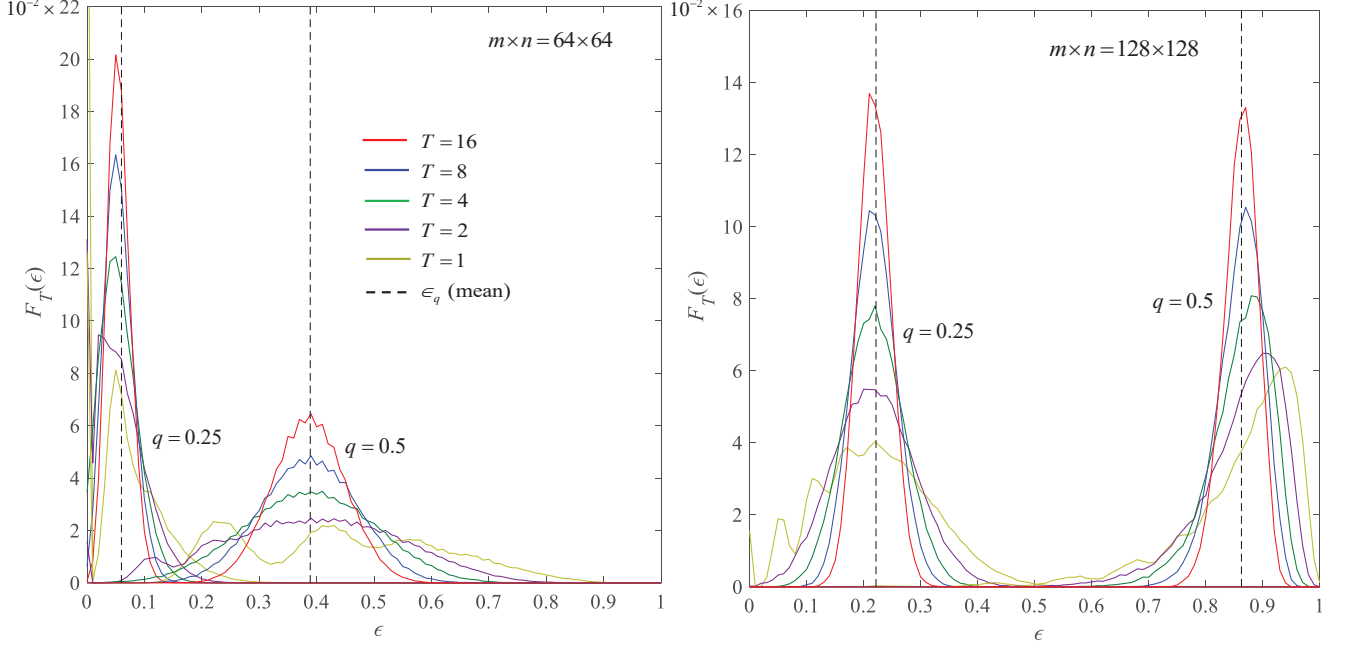 10⁻² × 22
m×n = 64×64
20
18
16
14
12
10
8
6
4
2
0
F_T(ϵ)
T = 16
T = 8
T = 4
T = 2
T = 1
ϵ_q (mean)
q = 0.25
q = 0.5
0 0.1 0.2 0.3 0.4 0.5 0.6 0.7 0.8 0.9 1
ϵ
10⁻² × 16
m×n = 128×128
14
12
10
8
6
4
2
0
F_T(ϵ)
q = 0.5
q = 0.25
0 0.1 0.2 0.3 0.4 0.5 0.6 0.7 0.8 0.9 1
ϵ